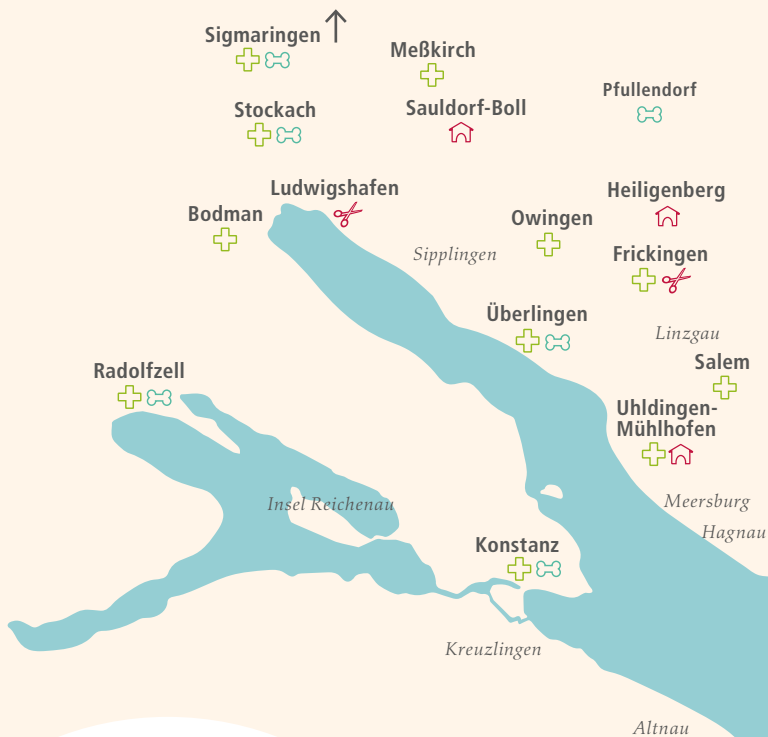 Sigmaringen
Meßkirch
Pfullendorf
Stockach
Sauldorf-Boll
Ludwigshafen
Heiligenberg
Bodman
Owingen
Sipplingen
Frickingen
Überlingen
Linzgau
Salem
Radolfzell
Uhldingen-
Mühlhofen
Insel Reichenau
Meersburg
Hagnau
Konstanz
Kreuzlingen
Altnau